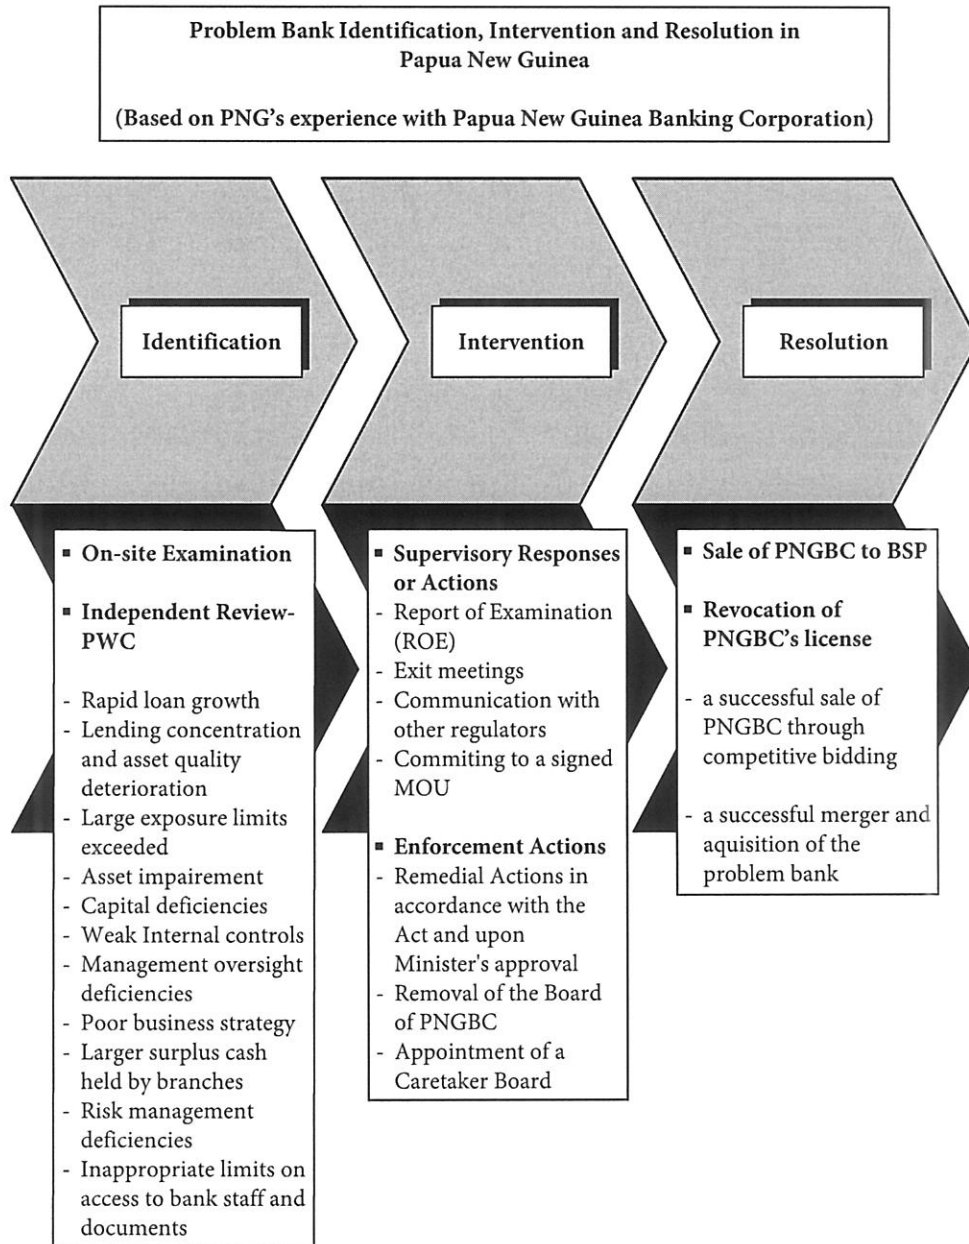 Problem Bank Identification, Intervention and Resolution in
Papua New Guinea
(Based on PNG's experience with Papua New Guinea Banking Corporation)
Identification
Intervention
Resolution
▪ On-site Examination
▪ Independent Review-
PWC
- Rapid loan growth
- Lending concentration
and asset quality
deterioration
- Large exposure limits
exceeded
- Asset impairement
- Capital deficiencies
- Weak Internal controls
- Management oversight
deficiencies
- Poor business strategy
- Larger surplus cash
held by branches
- Risk management
deficiencies
- Inappropriate limits on
access to bank staff and
documents
▪ Supervisory Responses
or Actions
- Report of Examination
(ROE)
- Exit meetings
- Communication with
other regulators
- Commiting to a signed
MOU
▪ Enforcement Actions
- Remedial Actions in
accordance with the
Act and upon
Minister's approval
- Removal of the Board
of PNGBC
- Appointment of a
Caretaker Board
▪ Sale of PNGBC to BSP
▪ Revocation of
PNGBC's license
- a successful sale of
PNGBC through
competitive bidding
- a successful merger and
aquisition of the
problem bank